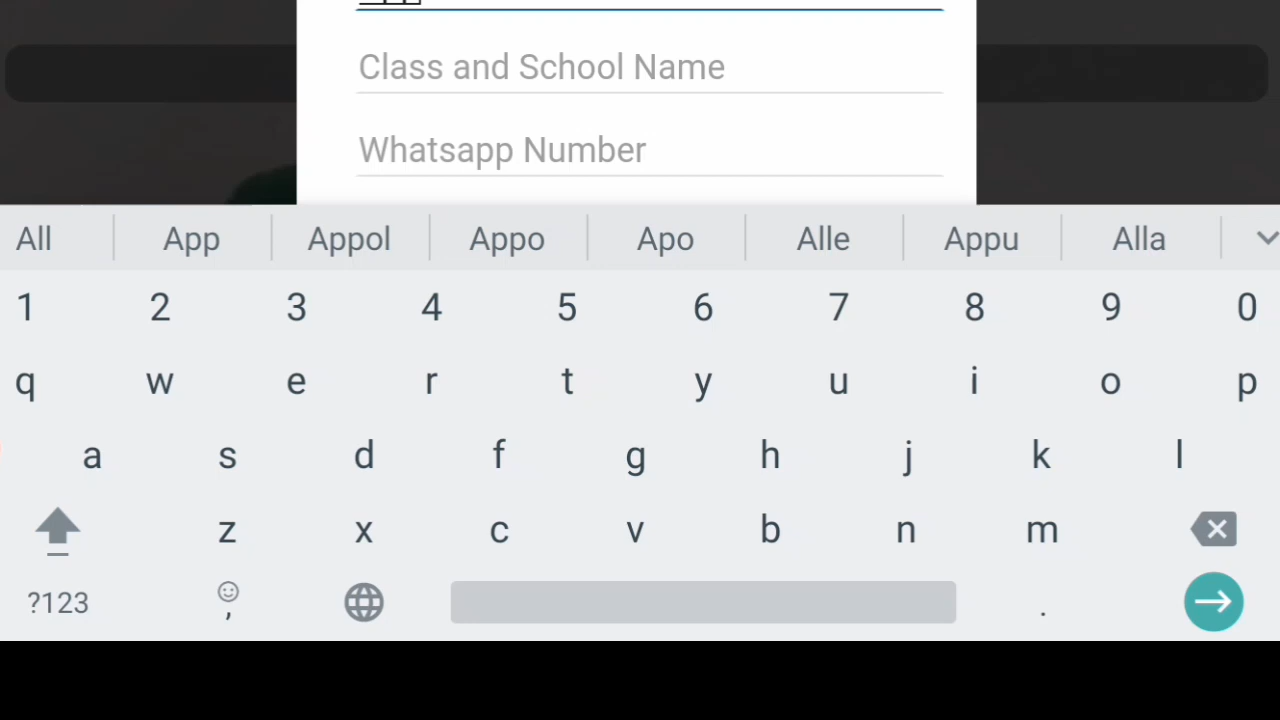 Class and School Name
Whatsapp Number
All App Appol Appo Apo Alle Appu Alla
1 2 3 4 5 6 7 8 9 0
q w e r t y u i o p
a s d f g h j k l
z x c v b n m
?123 , .